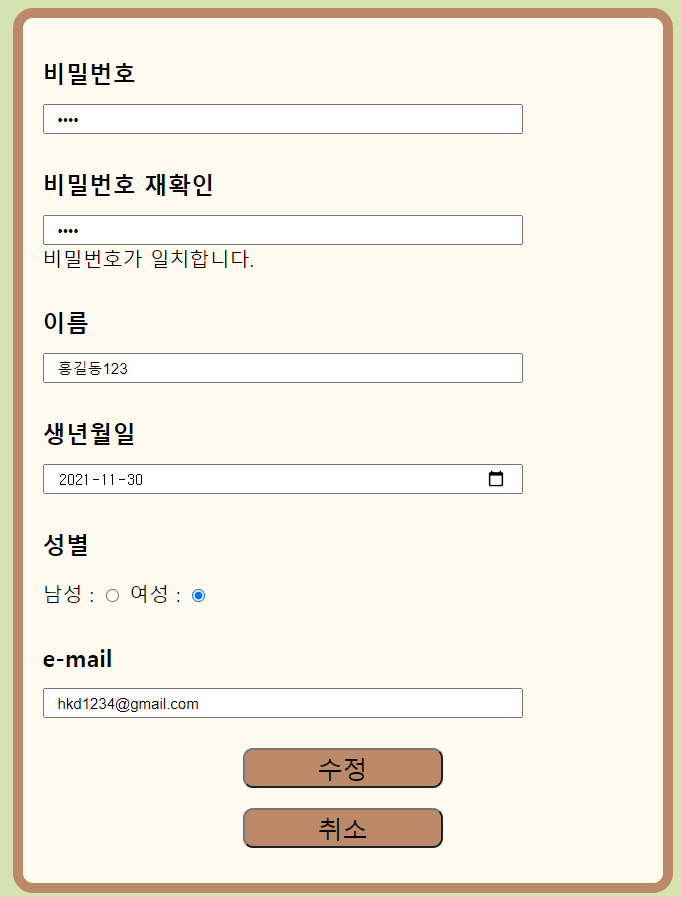 비밀번호
••••
비밀번호 재확인
••••
비밀번호가 일치합니다.
이름
홍길동123
생년월일
2021-11-30
성별
남성 : 여성 :
e-mail
hkd1234@gmail.com
수정
취소